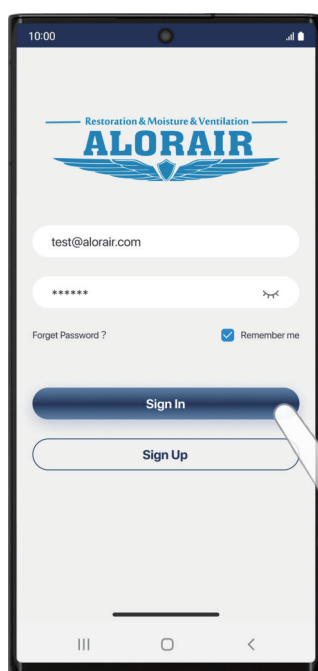 10:00
Restoration & Moisture & Ventilation
ALORAIR
test@alorair.com
******
Forget Password ?
Remember me
Sign In
Sign Up